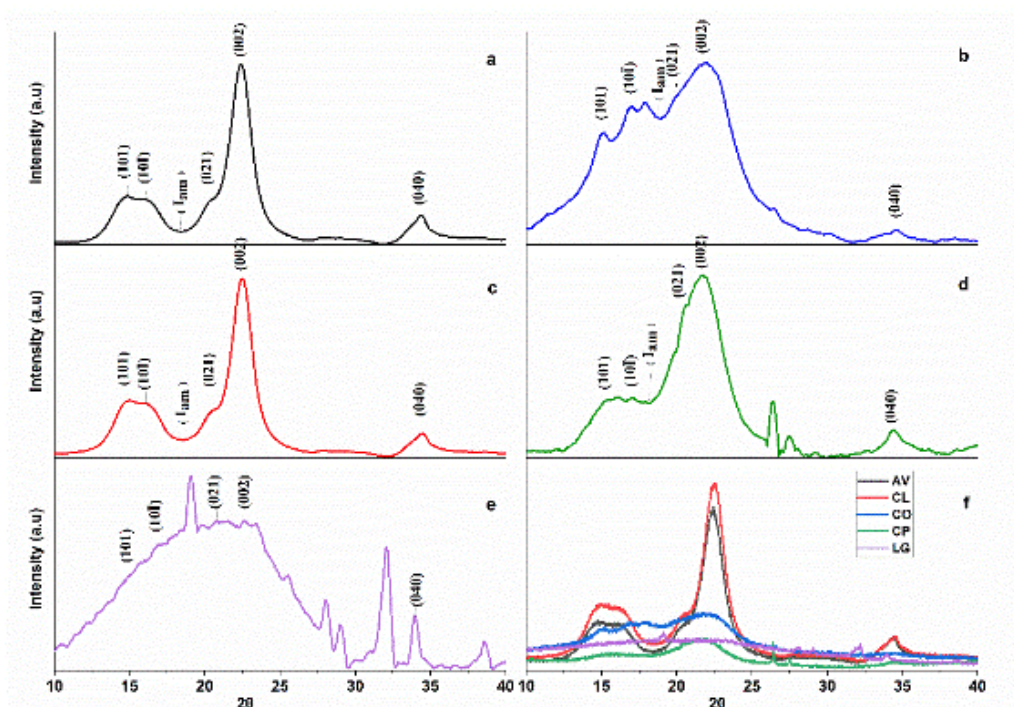 Intensity (a.u)
(101)
(10Ī)
(Iam)
(021)
(002)
(040)
a
(101)
(10Ī)
(Iam)
(021)
(002)
(040)
b
Intensity (a.u)
(101)
(10Ī)
(Iam)
(021)
(002)
(040)
c
(101)
(10Ī)
(Iam)
(021)
(002)
(040)
d
Intensity (a.u)
(101)
(10Ī)
(021)
(002)
(040)
e
10 15 20 25 30 35 40
2θ
AV
CL
CO
CP
LG
f
10 15 20 25 30 35 40
2θ